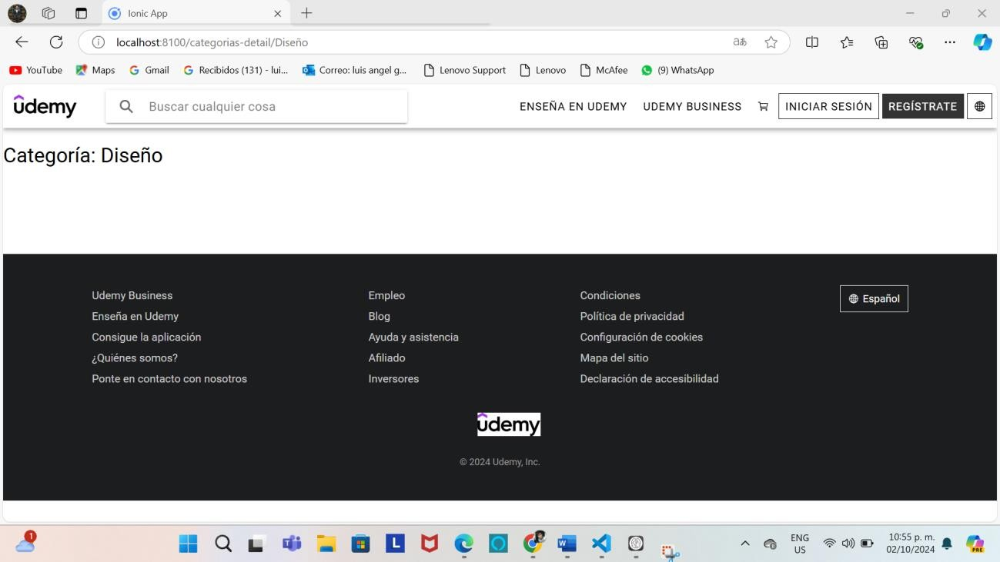 Ionic App
localhost:8100/categorias-detail/Diseño
YouTube Maps Gmail Recibidos (131) - lui... Correo: luis angel g... Lenovo Support Lenovo McAfee (9) WhatsApp
ûdemy Buscar cualquier cosa ENSEÑA EN UDEMY UDEMY BUSINESS INICIAR SESIÓN REGÍSTRATE
Categoría: Diseño
Udemy Business Empleo Condiciones Español
Enseña en Udemy Blog Política de privacidad
Consigue la aplicación Ayuda y asistencia Configuración de cookies
¿Quiénes somos? Afiliado Mapa del sitio
Ponte en contacto con nosotros Inversores Declaración de accesibilidad
ûdemy
© 2024 Udemy, Inc.
1 L W ENG 10:55 p. m. PRE
US 02/10/2024